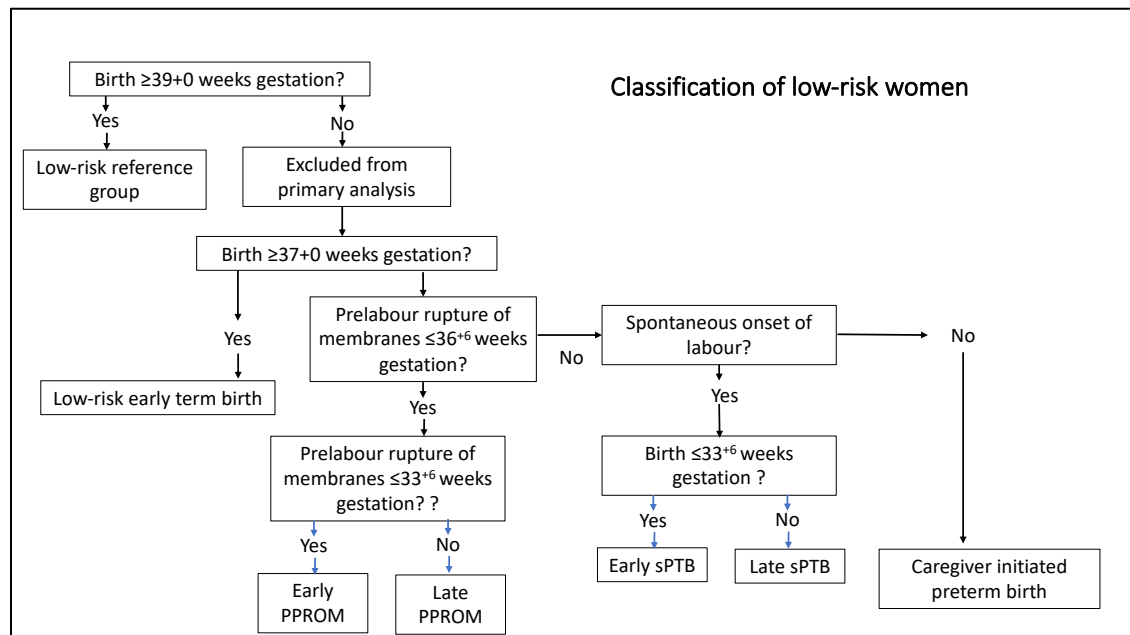 Classification of low-risk women
Birth ≥39+0 weeks gestation?
Yes
No
Low-risk reference
group
Excluded from
primary analysis
Birth ≥37+0 weeks gestation?
Yes
Low-risk early term birth
Prelabour rupture of
membranes ≤36+6 weeks
gestation?
No
Spontaneous onset of
labour?
No
Yes
Yes
Prelabour rupture of
membranes ≤33+6 weeks
gestation? ?
Birth ≤33+6 weeks
gestation ?
Yes
No
Yes
No
Early
PPROM
Late
PPROM
Early sPTB
Late sPTB
Caregiver initiated
preterm birth